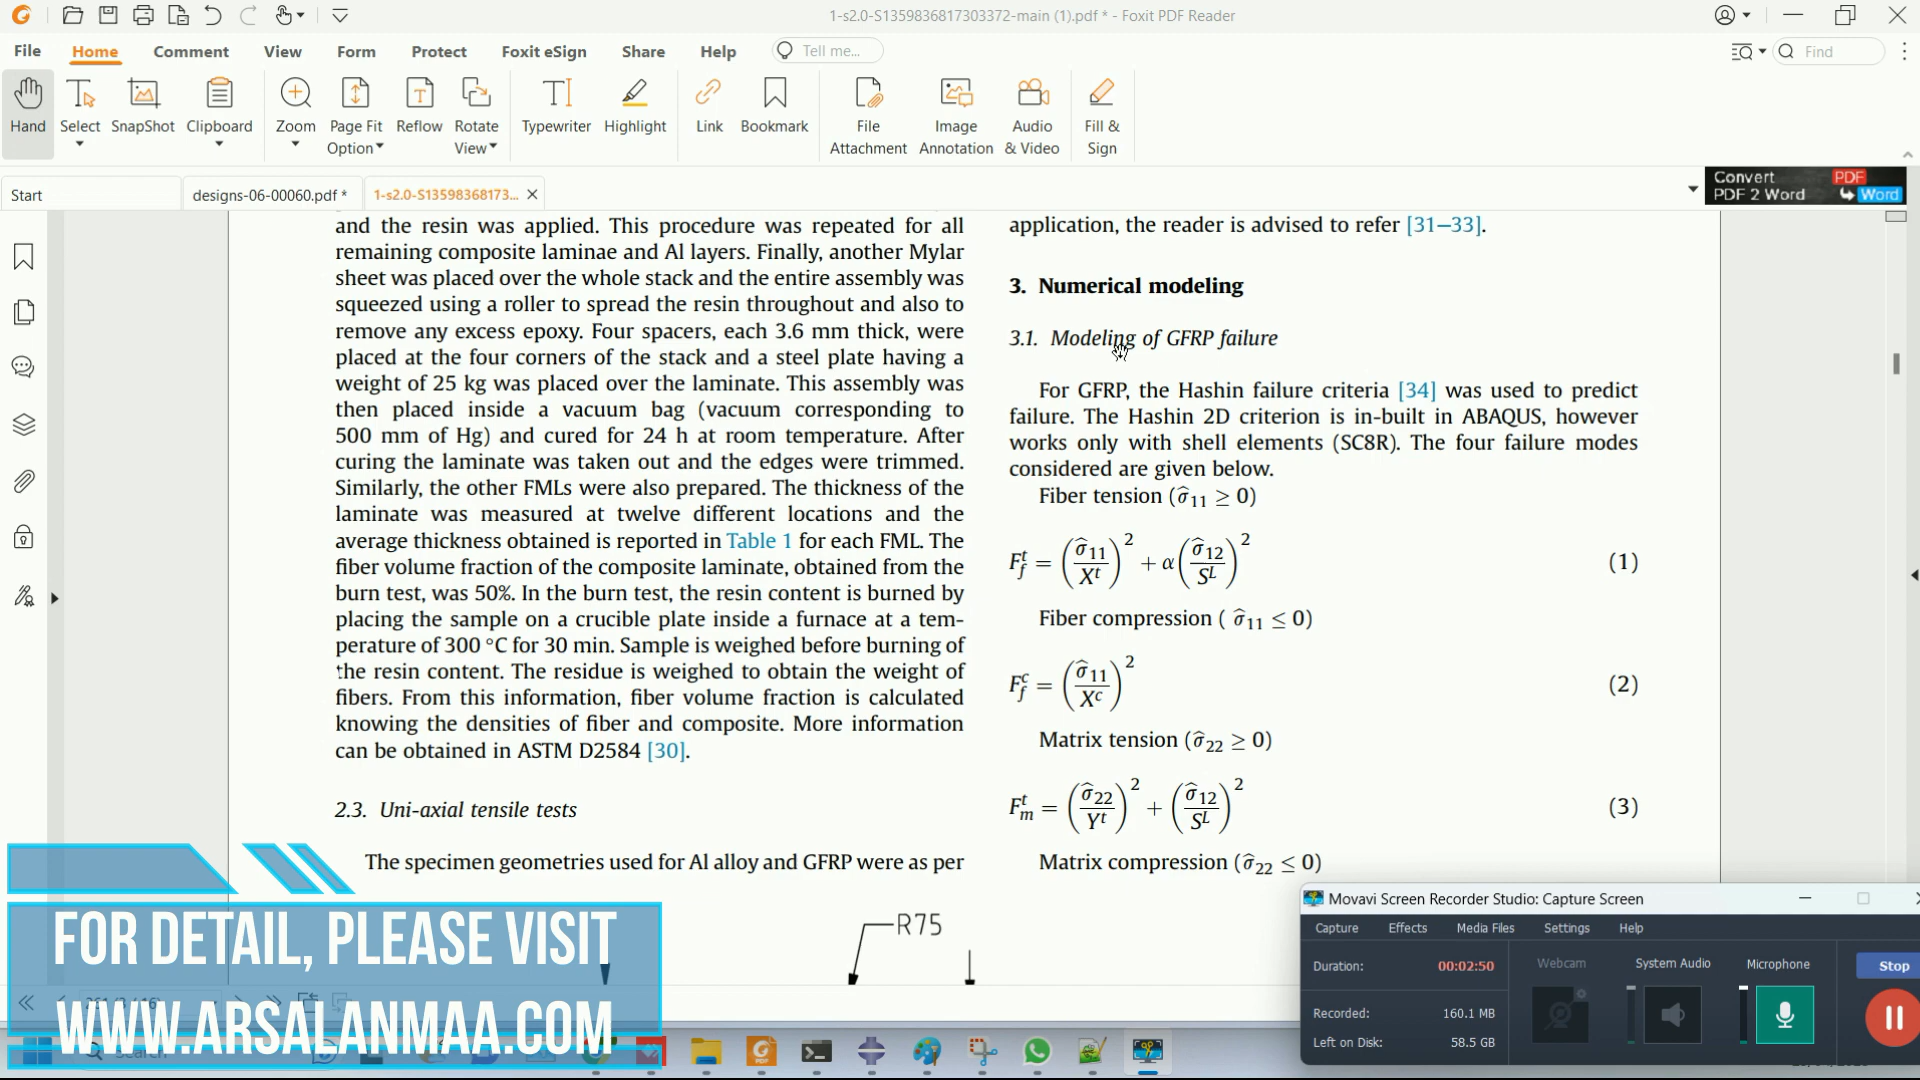 1-s2.0-S1359836817303372-main (1).pdf * - Foxit PDF Reader
File Home Comment View Form Protect Foxit eSign Share Help Tell me... Find
Hand Select SnapShot Clipboard Zoom Page Fit Option Reflow Rotate View Typewriter Highlight Link Bookmark File Attachment Image Annotation Audio & Video Fill & Sign
Start designs-06-00060.pdf * 1-s2.0-S13598368173...
Convert PDF
PDF 2 Word Word
and the resin was applied. This procedure was repeated for all
remaining composite laminae and Al layers. Finally, another Mylar
sheet was placed over the whole stack and the entire assembly was
squeezed using a roller to spread the resin throughout and also to
remove any excess epoxy. Four spacers, each 3.6 mm thick, were
placed at the four corners of the stack and a steel plate having a
weight of 25 kg was placed over the laminate. This assembly was
then placed inside a vacuum bag (vacuum corresponding to
500 mm of Hg) and cured for 24 h at room temperature. After
curing the laminate was taken out and the edges were trimmed.
Similarly, the other FMLs were also prepared. The thickness of the
laminate was measured at twelve different locations and the
average thickness obtained is reported in Table 1 for each FML. The
fiber volume fraction of the composite laminate, obtained from the
burn test, was 50%. In the burn test, the resin content is burned by
placing the sample on a crucible plate inside a furnace at a tem-
perature of 300 °C for 30 min. Sample is weighed before burning of
the resin content. The residue is weighed to obtain the weight of
fibers. From this information, fiber volume fraction is calculated
knowing the densities of fiber and composite. More information
can be obtained in ASTM D2584 [30].
2.3. Uni-axial tensile tests
The specimen geometries used for Al alloy and GFRP were as per
R75
application, the reader is advised to refer [31–33].
3. Numerical modeling
3.1. Modeling of GFRP failure
For GFRP, the Hashin failure criteria [34] was used to predict
failure. The Hashin 2D criterion is in-built in ABAQUS, however
works only with shell elements (SC8R). The four failure modes
considered are given below.
Fiber tension (σ̂11 ≥ 0)
F_f^t = (σ̂11/X^t)^2 + α(σ̂12/S^L)^2 (1)
Fiber compression ( σ̂11 ≤ 0)
F_f^c = (σ̂11/X^c)^2 (2)
Matrix tension (σ̂22 ≥ 0)
F_m^t = (σ̂22/Y^t)^2 + (σ̂12/S^L)^2 (3)
Matrix compression (σ̂22 ≤ 0)
FOR DETAIL, PLEASE VISIT
WWW.ARSALANMAA.COM
Search
Movavi Screen Recorder Studio: Capture Screen
Capture Effects Media Files Settings Help
Duration: 00:02:50
Recorded: 160.1 MB
Left on Disk: 58.5 GB
Webcam System Audio Microphone
Stop